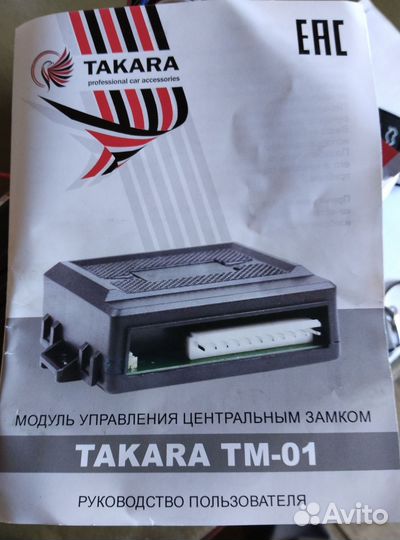 TAKARA
professional car accessories
EAC
МОДУЛЬ УПРАВЛЕНИЯ ЦЕНТРАЛЬНЫМ ЗАМКОМ
TAKARA TM-01
РУКОВОДСТВО ПОЛЬЗОВАТЕЛЯ
Avito